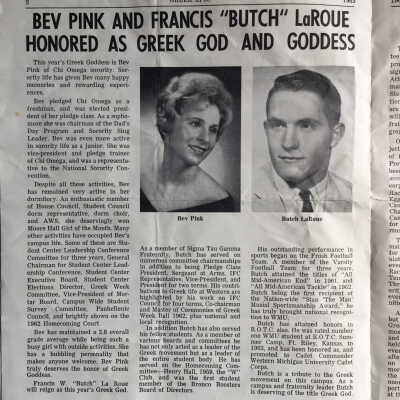 1963
BEV PINK AND FRANCIS "BUTCH" LaROUE
HONORED AS GREEK GOD AND GODDESS
This year's Greek Goddess is Bev
Pink of Chi Omega sorority. Sor-
ority life has given Bev many happy
memories and rewarding experi-
ences.
Bev pledged Chi Omega as a
freshman, and was elected presi-
dent of her pledge class. As a sopho-
more she was chairman of the Dad's
Day Program and Sorority Sing
Leader. Bev was even more active
in sorority life as a junior. She was
vice-president and pledge trainer
of Chi Omega, and was a representa-
tive to the National Sorority Con-
vention.
Despite all these activities, Bev
has remained very active in her
dormitory. An enthusiastic member
of House Council, Student Council
dorm representative, dorm choir,
and AWS, she deservingly was
Moore Hall Girl of the Month. Many
other activities have occupied Bev's
campus life. Some of these are Stu-
dent Center Leadership Conference
Committee for three years, General
Chairman for Student Center Lead-
ership Conference, Student Center
Executive Board, Student Center
Elections Director, Greek Week
Committee, Vice-President of Mor-
tar Board, Campus Wide Student
Survey Committee, Panhellenic
Council, and brightly above on the
1962 Homecoming Court.
Bev has maintained a 2.8 overall
grade average while being such a
busy girl with outside activities. She
has a bubbling personality that
makes anyone welcome. Bev Pink
truly deserves the honor of Greek
Goddess.
Francis W. "Butch" La Roue
will reign as this year's Greek God.
Bev Pink
Butch LaRoue
As a member of Sigma Tau Gamma
Fraternity, Butch has served on
numerous chairmanships
in addition to being Pledge Class
President, Sergeant at Arms, IFC
Representative, Vice-President, and
President for two terms. His contri-
butions to Greek life at Western are
highlighted by his work on IFC
Council for four terms, Co-chairman
and Master of Ceremonies of Greek
Week 1962, plus national and
local recognition.
In addition Butch has also served
his fellow students. As a member of
various boards and committees he
has not only acted as a leader of the
Greek movement but as a leader of
the entire student body. He has
served on the Homecoming Com-
mittee—Henry Hall, 1960, the "W"
Club, and was the first student
member of the Bronco Boosters
Board of Directors.
His outstanding performance in
sports began on the Frosh Football
Team. A member of the Varsity
Football Team for three years,
Butch attained the titles of "All
Mid-American End" in 1961, and
"All Mid-American Tackle" in 1962.
Butch, being the first recipient of
the Nation-wide "Stan 'The Man'
Musial Sportsmanship Award," he
has truly brought national recogni-
tion to WMU.
Butch has attained honors in
R.O.T.C. also. He was rated number
one WMU student at R.O.T.C. Sum-
mer Camp, Ft. Riley, Kansas, in
1962, and has been honored as, and
promoted to Cadet Commander
Western Michigan University Cadet
Corps.
Butch is a tribute to the Greek
movement on this campus. As a
campus and fraternity leader Butch
is deserving of the title Greek God.